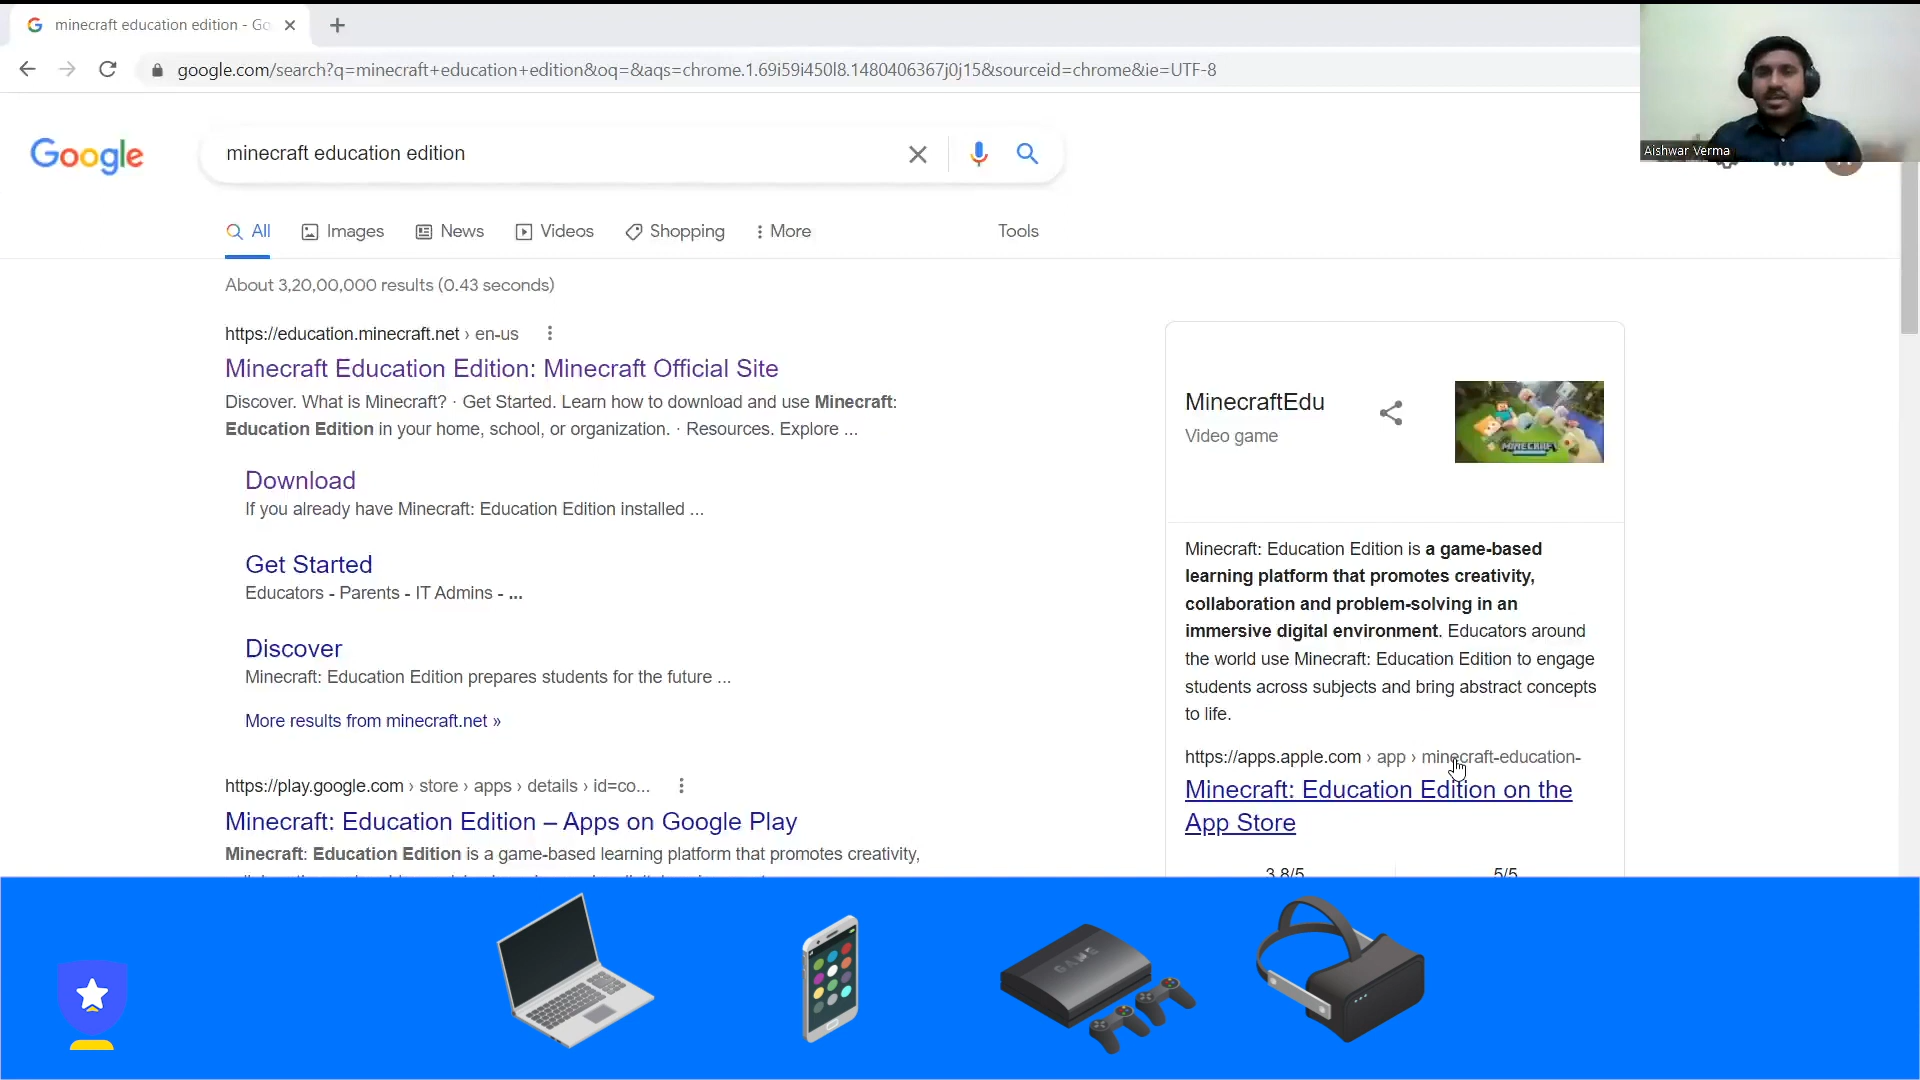 minecraft education edition - Go
google.com/search?q=minecraft+education+edition&oq=&aqs=chrome.1.69i59i450l8.1480406367j0j15&sourceid=chrome&ie=UTF-8
Aishwar Verma
Google
minecraft education edition
All
Images
News
Videos
Shopping
More
Tools
About 3,20,00,000 results (0.43 seconds)
https://education.minecraft.net › en-us
Minecraft Education Edition: Minecraft Official Site
Discover. What is Minecraft? · Get Started. Learn how to download and use Minecraft:
Education Edition in your home, school, or organization. · Resources. Explore ...
Download
If you already have Minecraft: Education Edition installed ...
Get Started
Educators - Parents - IT Admins - ...
Discover
Minecraft: Education Edition prepares students for the future ...
More results from minecraft.net »
https://play.google.com › store › apps › details › id=co...
Minecraft: Education Edition – Apps on Google Play
Minecraft: Education Edition is a game-based learning platform that promotes creativity,
MinecraftEdu
Video game
MINECRAFT
Minecraft: Education Edition is a game-based
learning platform that promotes creativity,
collaboration and problem-solving in an
immersive digital environment. Educators around
the world use Minecraft: Education Edition to engage
students across subjects and bring abstract concepts
to life.
https://apps.apple.com › app › minecraft-education-
Minecraft: Education Edition on the
App Store
3.8/5
5/5
GAME